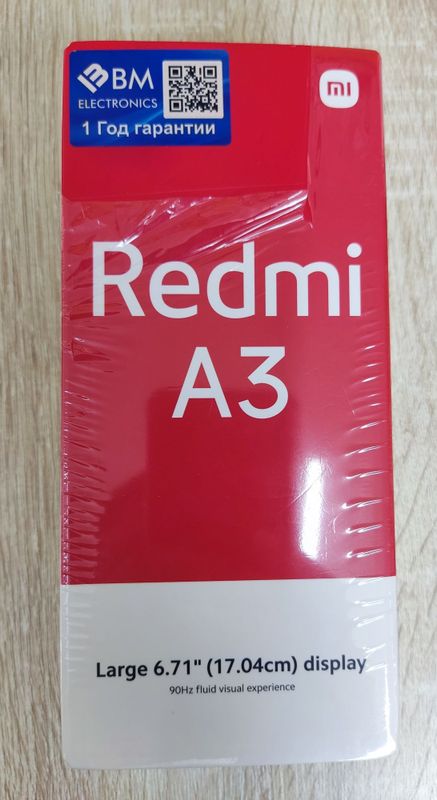 BM
ELECTRONICS
1 Год гарантии
mi
Redmi
A3
Large 6.71" (17.04cm) display
90Hz fluid visual experience